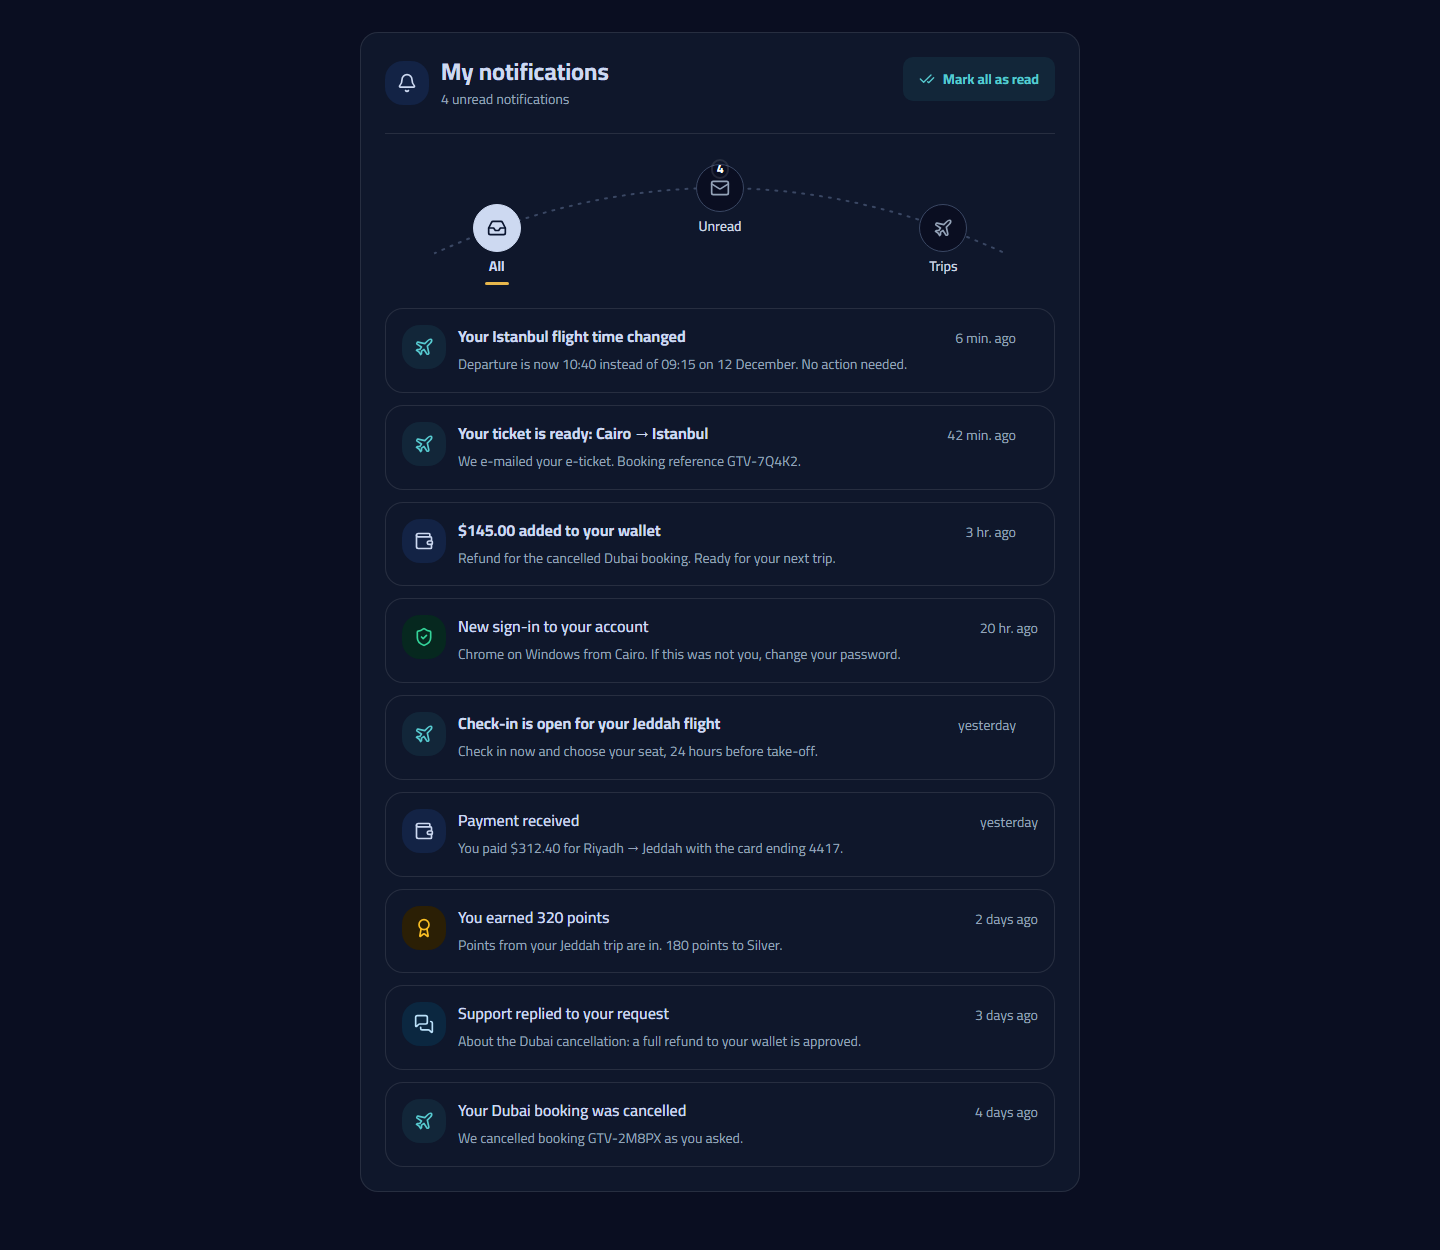 My notifications
4 unread notifications
Mark all as read
4
Unread
All
Trips
Your Istanbul flight time changed
6 min. ago
Departure is now 10:40 instead of 09:15 on 12 December. No action needed.
Your ticket is ready: Cairo → Istanbul
42 min. ago
We e-mailed your e-ticket. Booking reference GTV-7Q4K2.
$145.00 added to your wallet
3 hr. ago
Refund for the cancelled Dubai booking. Ready for your next trip.
New sign-in to your account
20 hr. ago
Chrome on Windows from Cairo. If this was not you, change your password.
Check-in is open for your Jeddah flight
yesterday
Check in now and choose your seat, 24 hours before take-off.
Payment received
yesterday
You paid $312.40 for Riyadh → Jeddah with the card ending 4417.
You earned 320 points
2 days ago
Points from your Jeddah trip are in. 180 points to Silver.
Support replied to your request
3 days ago
About the Dubai cancellation: a full refund to your wallet is approved.
Your Dubai booking was cancelled
4 days ago
We cancelled booking GTV-2M8PX as you asked.